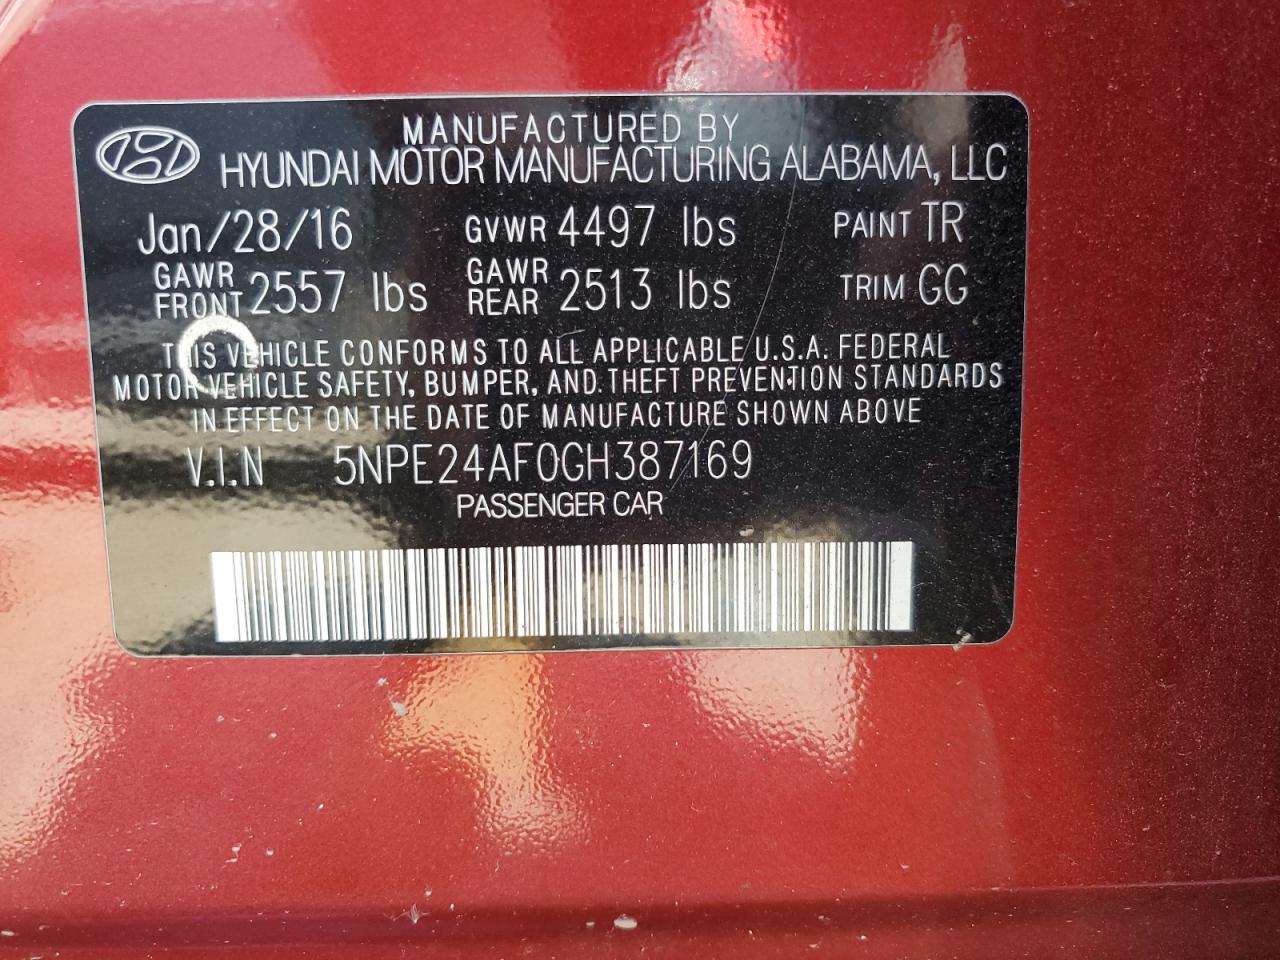 MANUFACTURED BY
HYUNDAI MOTOR MANUFACTURING ALABAMA, LLC
Jan/28/16 GVWR 4497 lbs PAINT TR
GAWR FRONT 2557 lbs GAWR REAR 2513 lbs TRIM GG
THIS VEHICLE CONFORMS TO ALL APPLICABLE U.S.A. FEDERAL
MOTOR VEHICLE SAFETY, BUMPER, AND THEFT PREVENTION STANDARDS
IN EFFECT ON THE DATE OF MANUFACTURE SHOWN ABOVE
V.I.N 5NPE24AF0GH387169
PASSENGER CAR